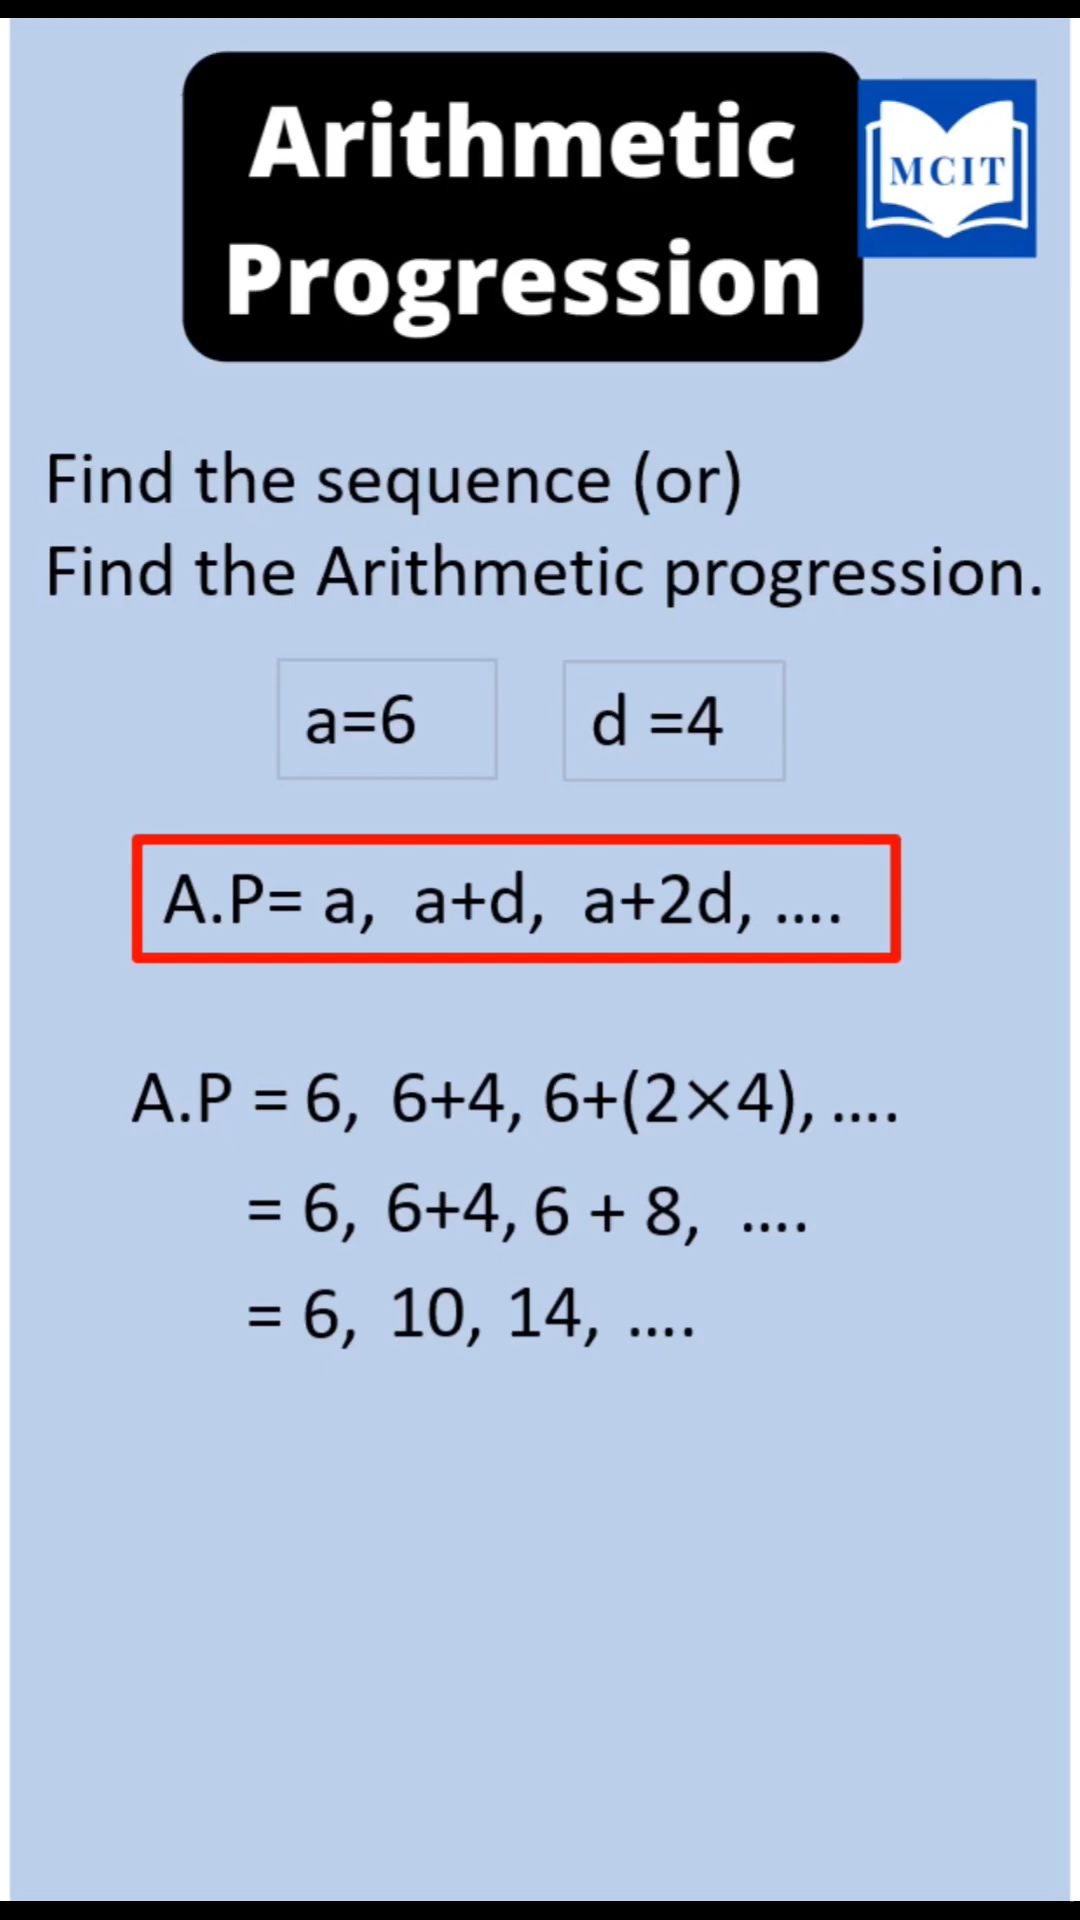 Arithmetic
Progression
MCIT
Find the sequence (or)
Find the Arithmetic progression.
a=6 d =4
A.P= a, a+d, a+2d, ....
A.P = 6, 6+4, 6+(2×4), ....
= 6, 6+4, 6 + 8, ....
= 6, 10, 14, ....